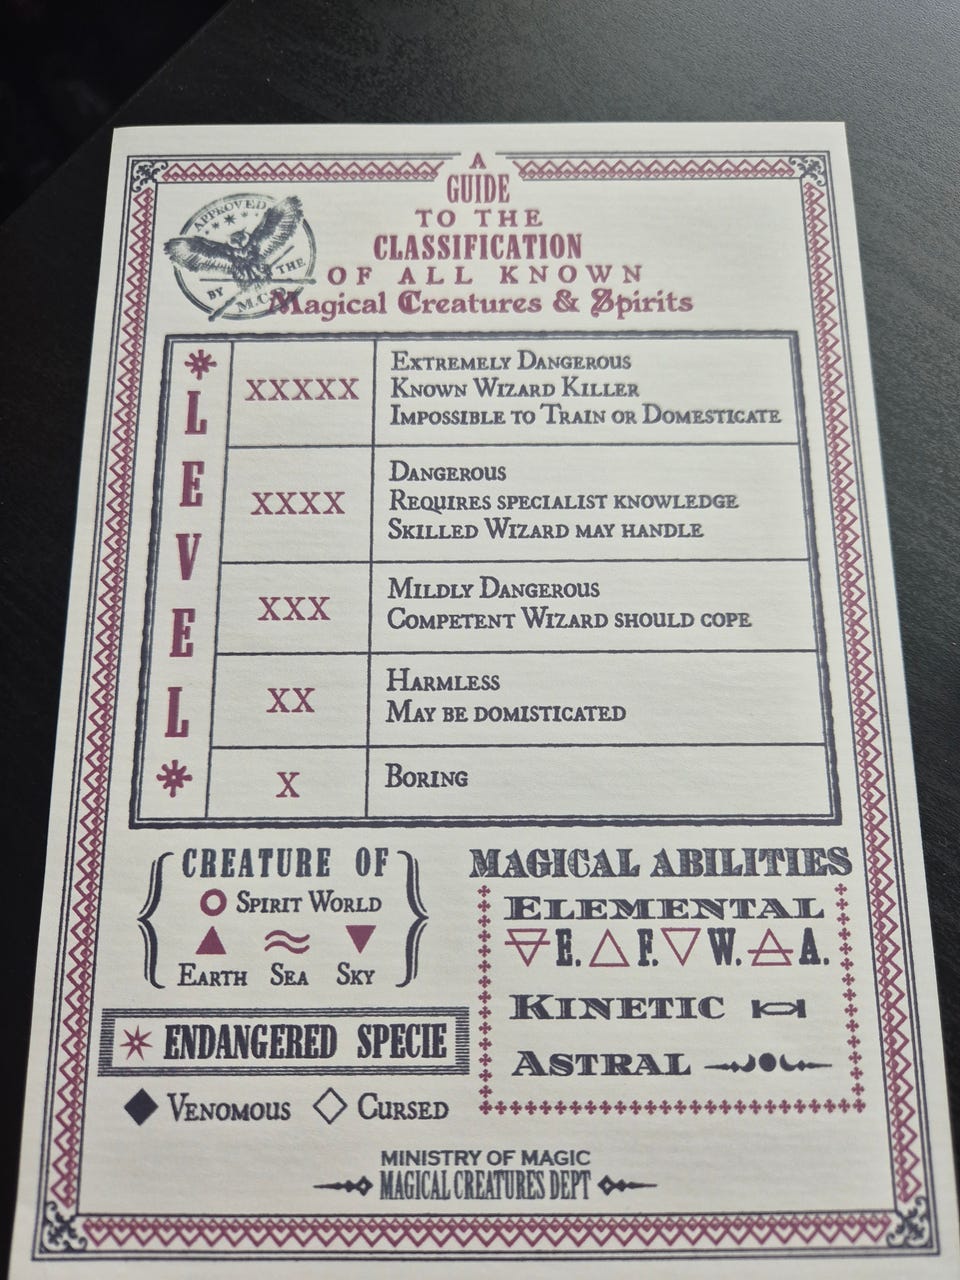 A
GUIDE
TO THE
CLASSIFICATION
OF ALL KNOWN
Magical Creatures & Spirits
APPROVED
BY THE
M.C.
LEVEL
XXXXX
Extremely Dangerous
Known Wizard Killer
Impossible to Train or Domesticate
XXXX
Dangerous
Requires specialist knowledge
Skilled Wizard may handle
XXX
Mildly Dangerous
Competent Wizard should cope
XX
Harmless
May be domisticated
X
Boring
CREATURE OF
Spirit World
Earth Sea Sky
ENDANGERED SPECIE
Venomous Cursed
MAGICAL ABILITIES
Elemental
E. F. W. A.
Kinetic
Astral
MINISTRY OF MAGIC
MAGICAL CREATURES DEPT